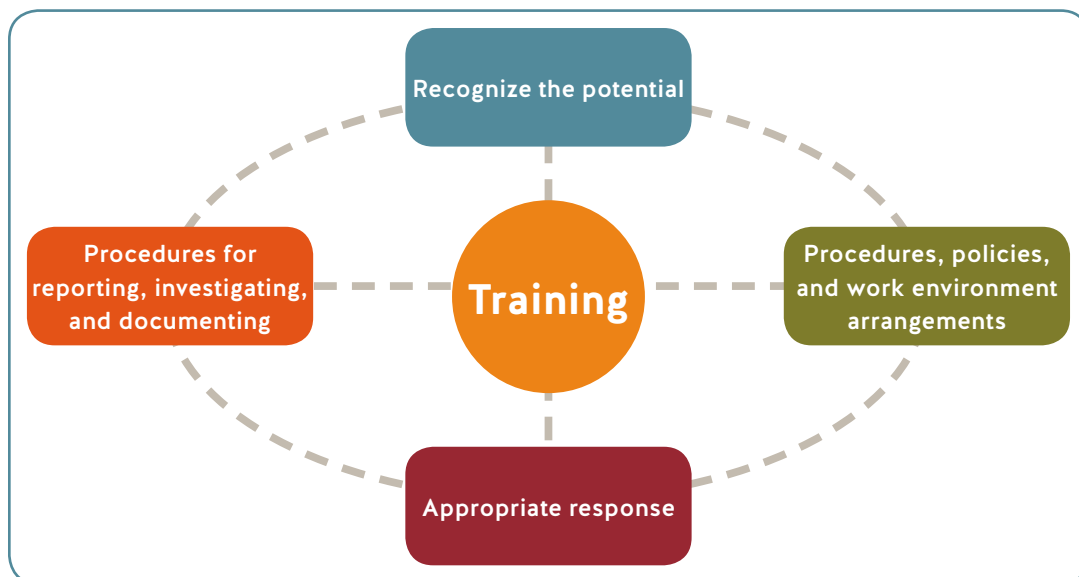 Recognize the potential
Procedures for
reporting, investigating,
and documenting
Training
Procedures, policies,
and work environment
arrangements
Appropriate response